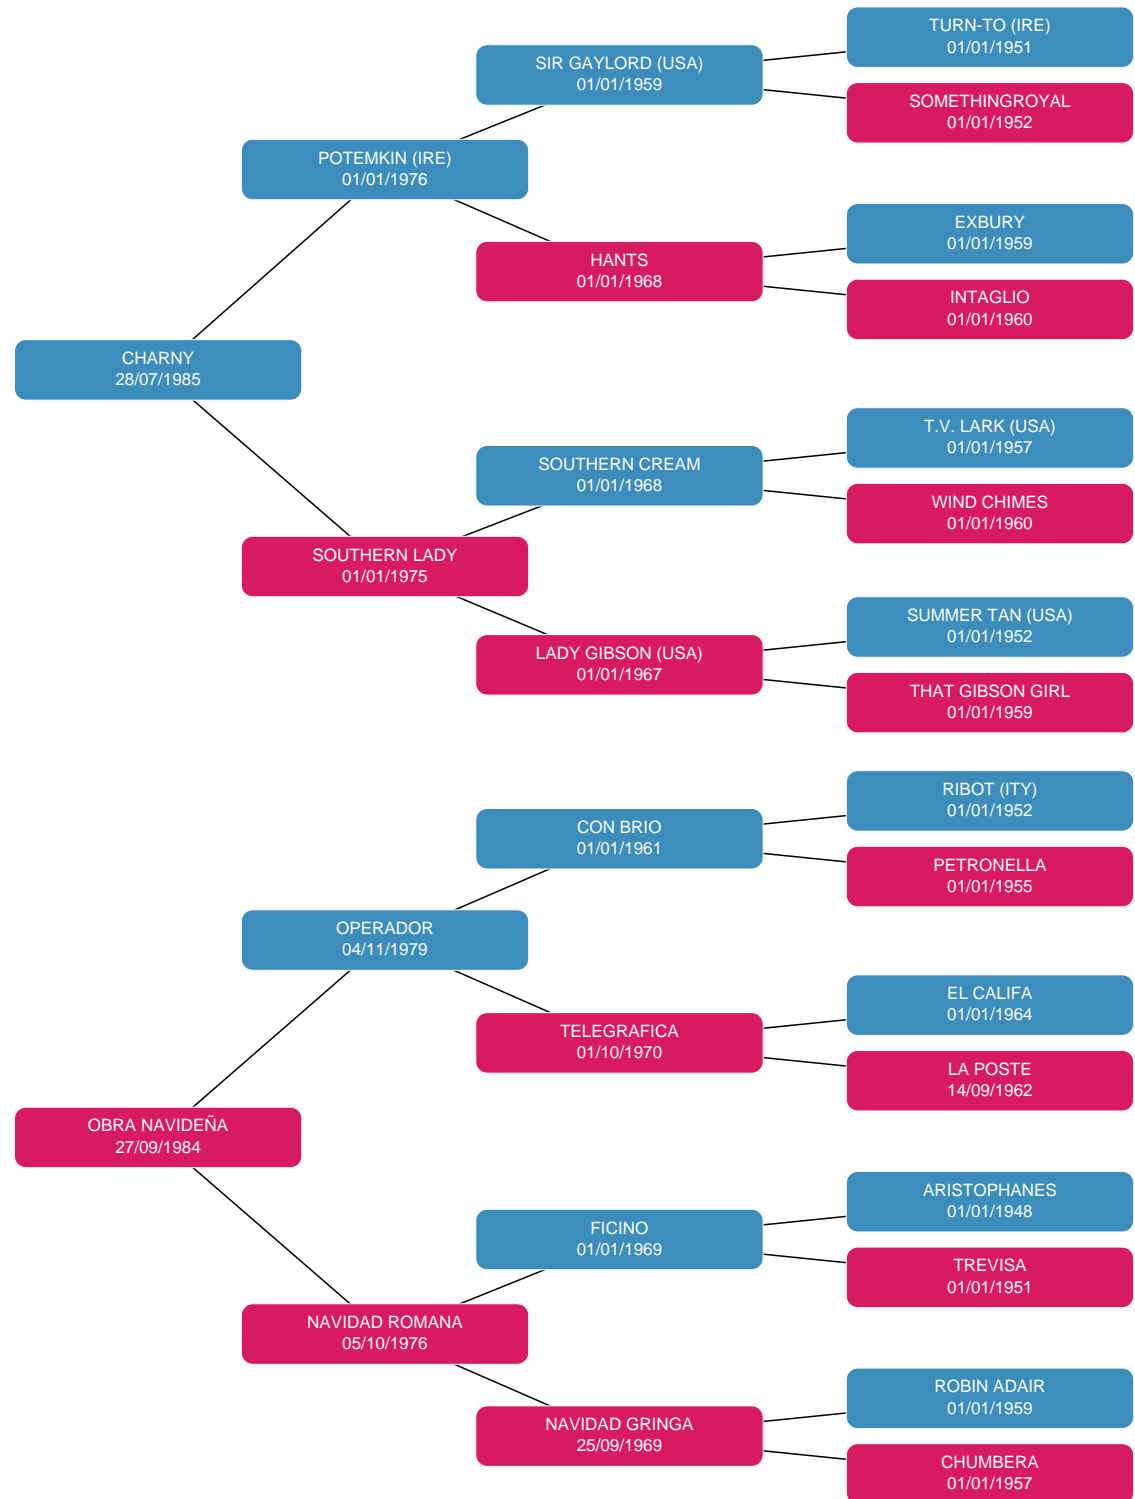 TURN-TO (IRE)
01/01/1951
SIR GAYLORD (USA)
01/01/1959
SOMETHINGROYAL
01/01/1952
POTEMKIN (IRE)
01/01/1976
EXBURY
01/01/1959
HANTS
01/01/1968
INTAGLIO
01/01/1960
CHARNY
28/07/1985
T.V. LARK (USA)
01/01/1957
SOUTHERN CREAM
01/01/1968
WIND CHIMES
01/01/1960
SOUTHERN LADY
01/01/1975
SUMMER TAN (USA)
01/01/1952
LADY GIBSON (USA)
01/01/1967
THAT GIBSON GIRL
01/01/1959
RIBOT (ITY)
01/01/1952
CON BRIO
01/01/1961
PETRONELLA
01/01/1955
OPERADOR
04/11/1979
EL CALIFA
01/01/1964
TELEGRAFICA
01/10/1970
LA POSTE
14/09/1962
OBRA NAVIDEÑA
27/09/1984
ARISTOPHANES
01/01/1948
FICINO
01/01/1969
TREVISA
01/01/1951
NAVIDAD ROMANA
05/10/1976
ROBIN ADAIR
01/01/1959
NAVIDAD GRINGA
25/09/1969
CHUMBERA
01/01/1957